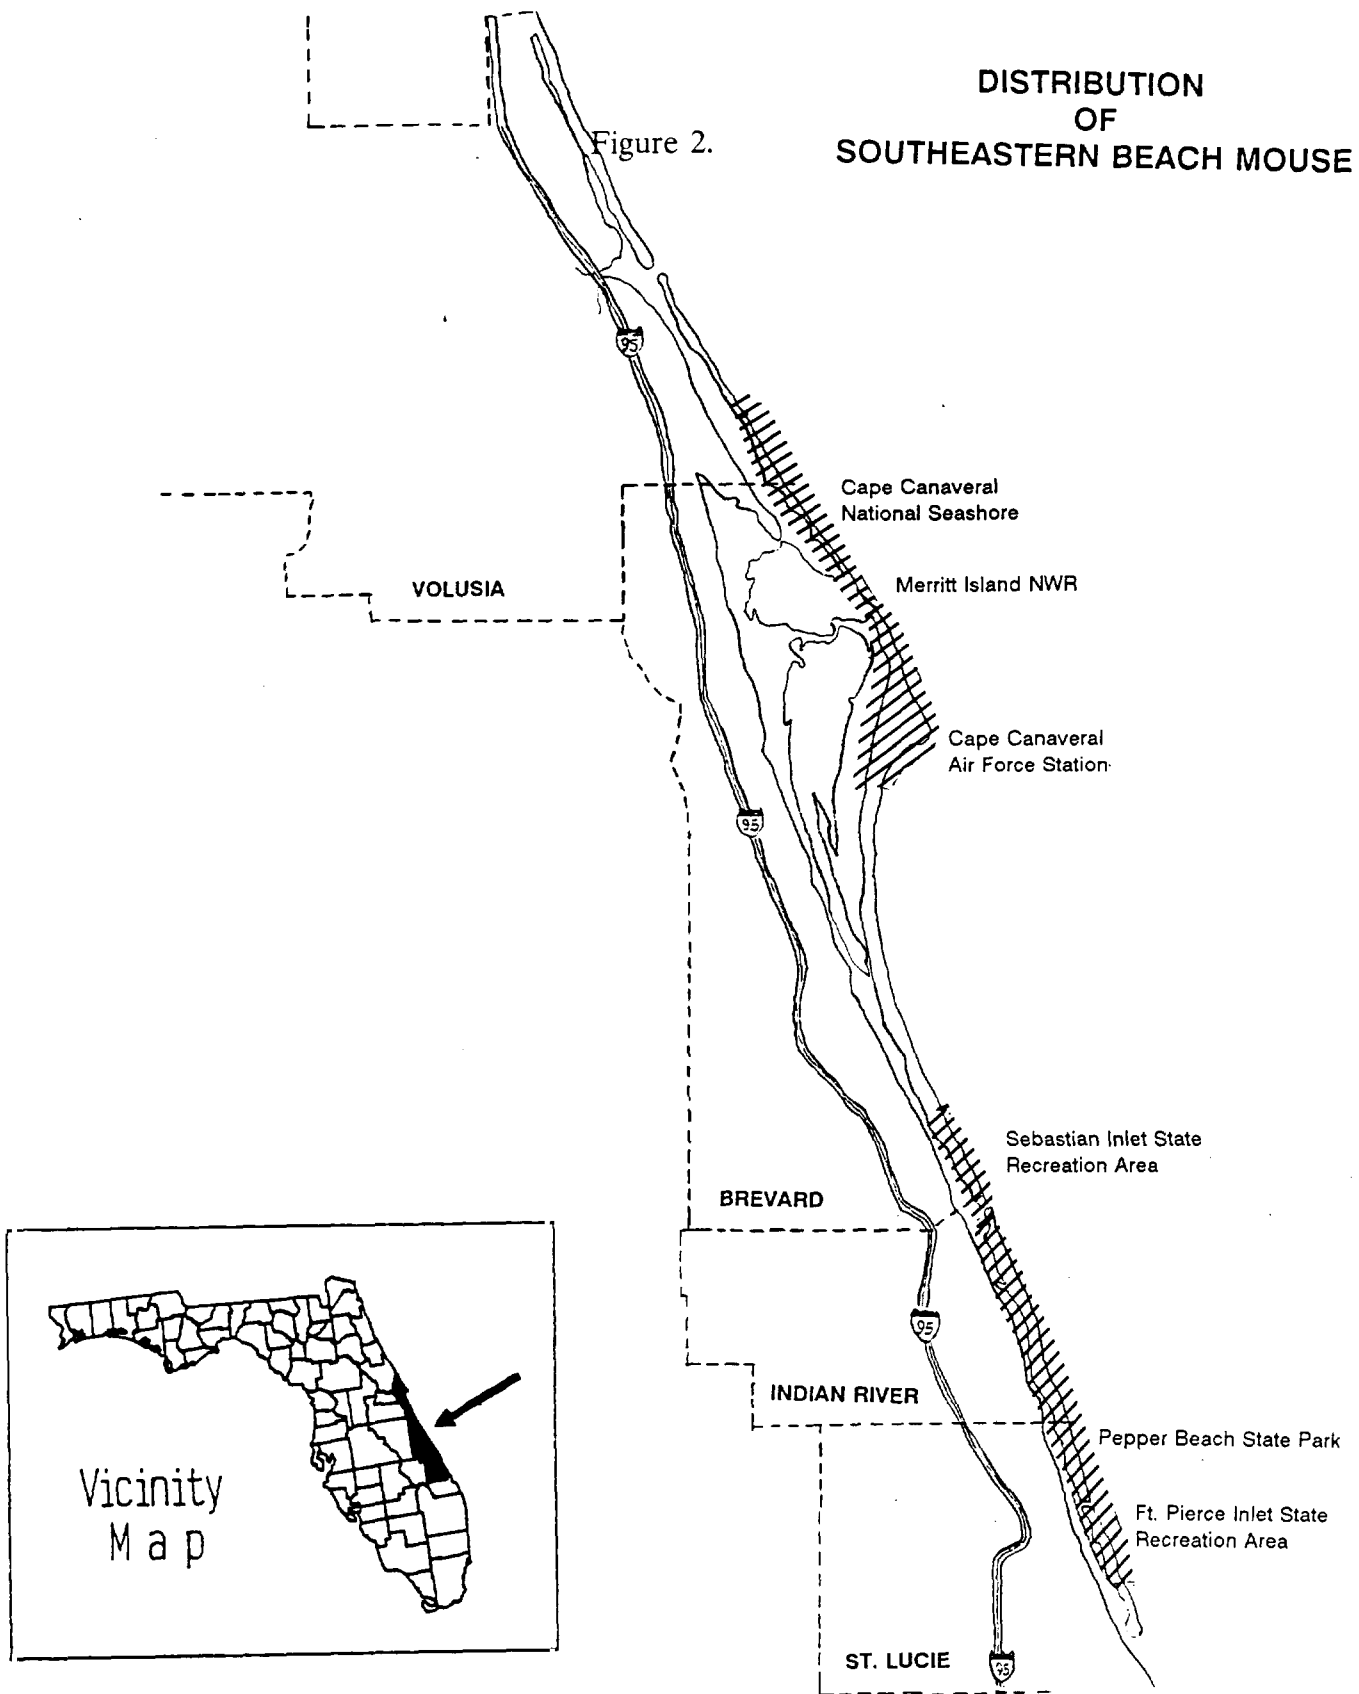 DISTRIBUTION
OF
SOUTHEASTERN BEACH MOUSE
Figure 2.
95
Cape Canaveral
National Seashore
Merritt Island NWR
VOLUSIA
Cape Canaveral
Air Force Station
95
Sebastian Inlet State
Recreation Area
BREVARD
95
INDIAN RIVER
Pepper Beach State Park
Ft. Pierce Inlet State
Recreation Area
Vicinity
Map
ST. LUCIE
95